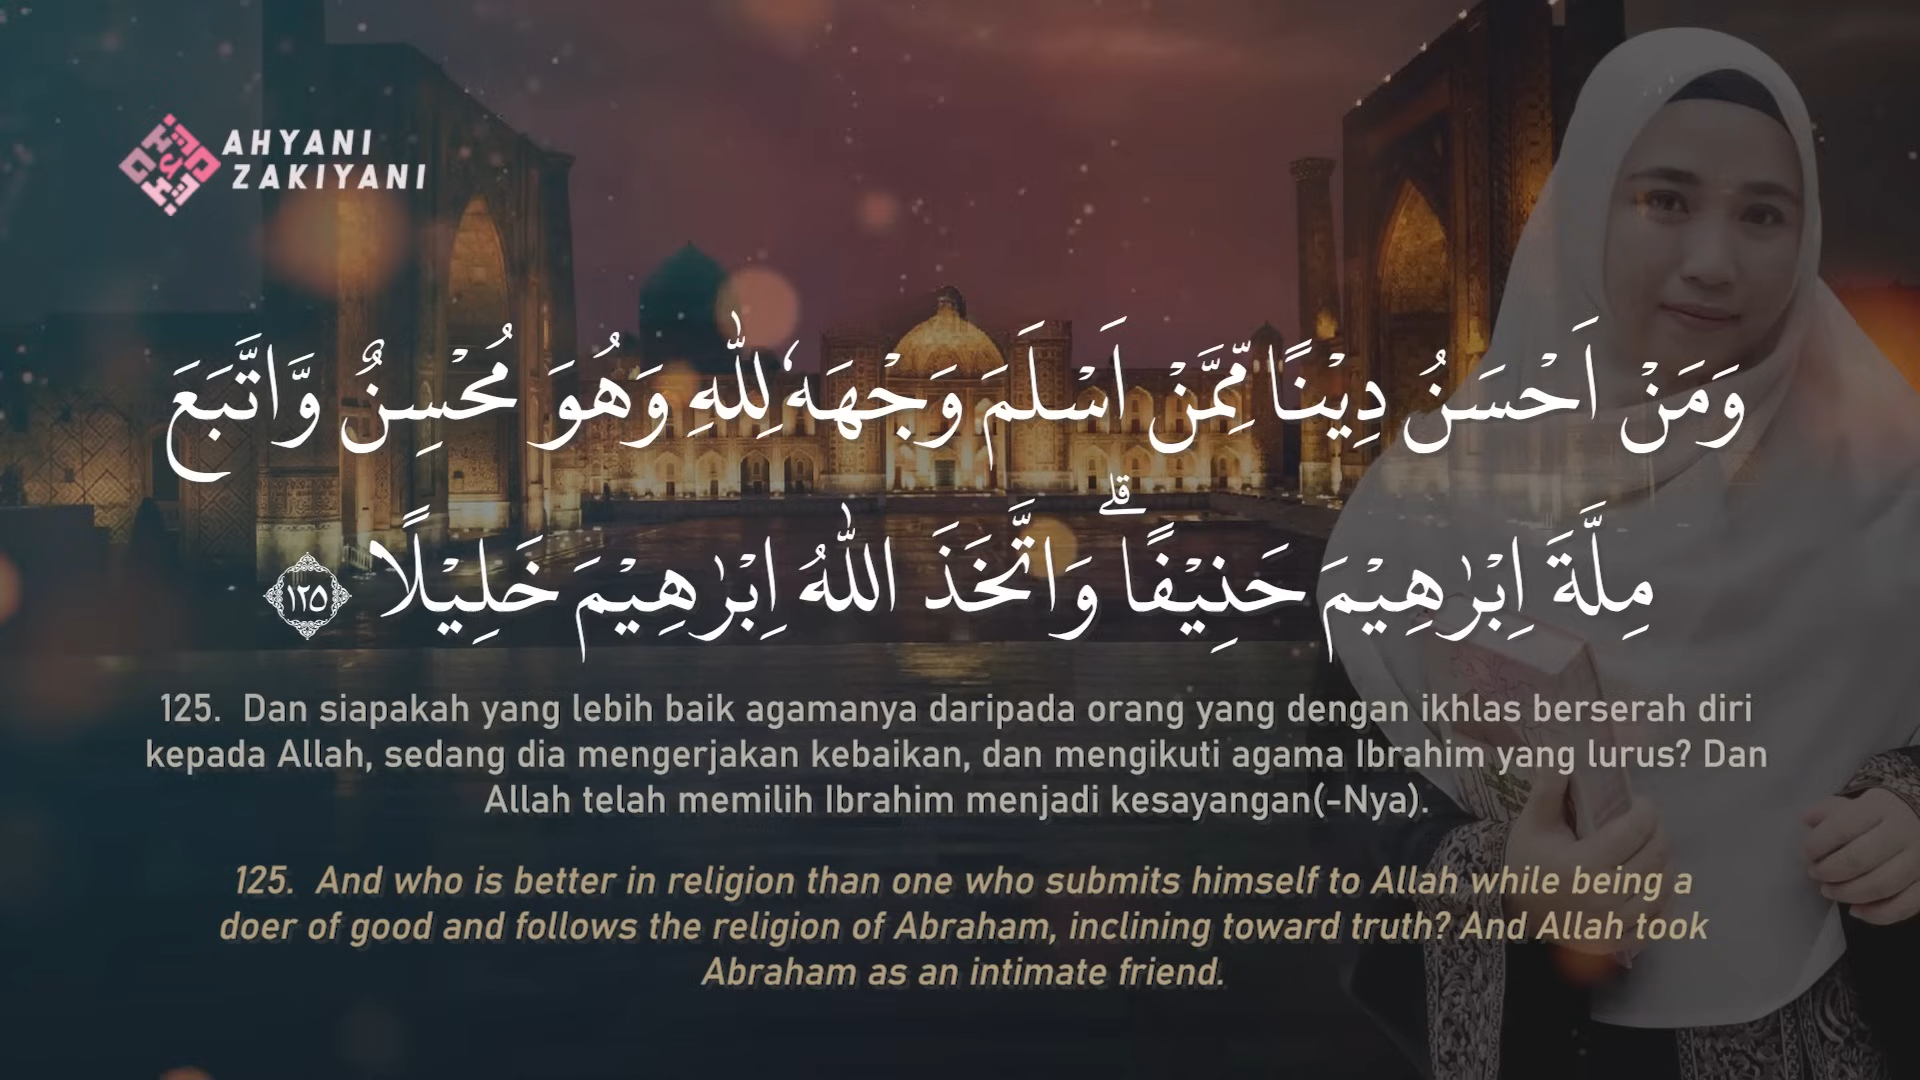 AHYANI
ZAKIYANI
وَمَنْ اَحْسَنُ دِيْنًا مِّمَّنْ اَسْلَمَ وَجْهَهٗ لِلّٰهِ وَهُوَ مُحْسِنٌ وَّاتَّبَعَ
مِلَّةَ اِبْرٰهِيْمَ حَنِيْفًاۗ وَاتَّخَذَ اللّٰهُ اِبْرٰهِيْمَ خَلِيْلًا ١٢٥
125. Dan siapakah yang lebih baik agamanya daripada orang yang dengan ikhlas berserah diri
kepada Allah, sedang dia mengerjakan kebaikan, dan mengikuti agama Ibrahim yang lurus? Dan
Allah telah memilih Ibrahim menjadi kesayangan(-Nya).
125. And who is better in religion than one who submits himself to Allah while being a
doer of good and follows the religion of Abraham, inclining toward truth? And Allah took
Abraham as an intimate friend.